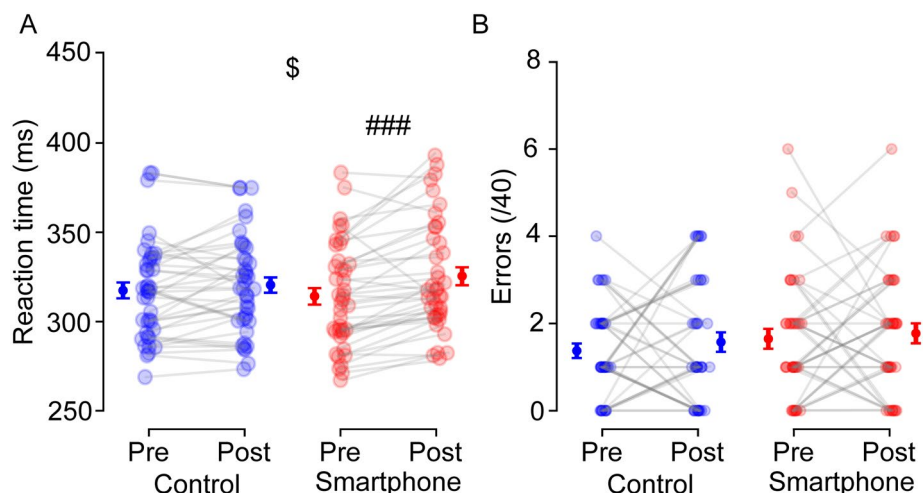 A
Reaction time (ms)
450
400
350
300
250
$
###
Pre
Post
Pre
Post
Control
Smartphone
B
Errors (/40)
8
6
4
2
0
Pre
Post
Pre
Post
Control
Smartphone